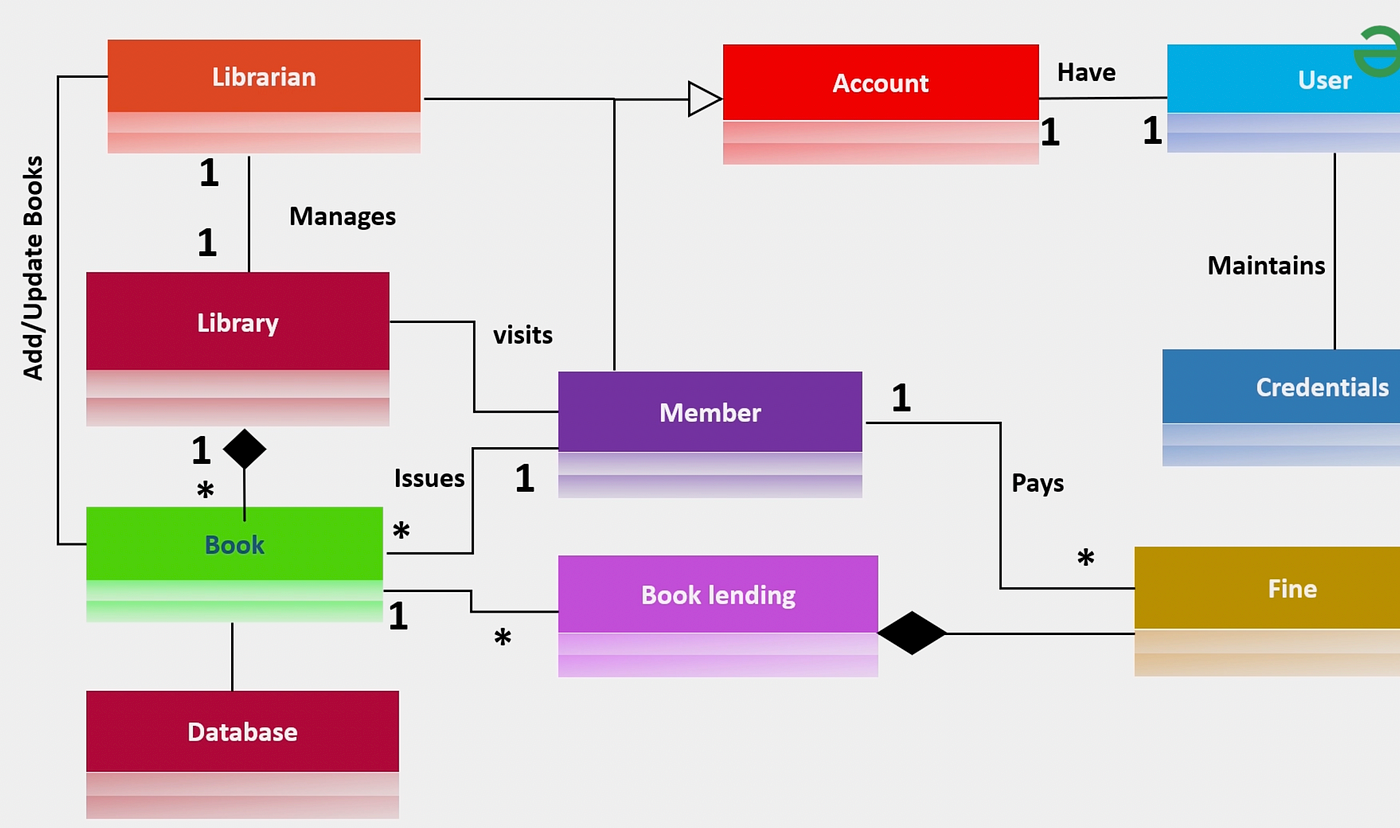 Librarian
Account
Have
User
1
1
1
Add/Update Books
Manages
1
Maintains
Library
visits
Member
1
Credentials
1
*
Issues
1
Pays
Book
*
*
Book lending
Fine
1
*
Database